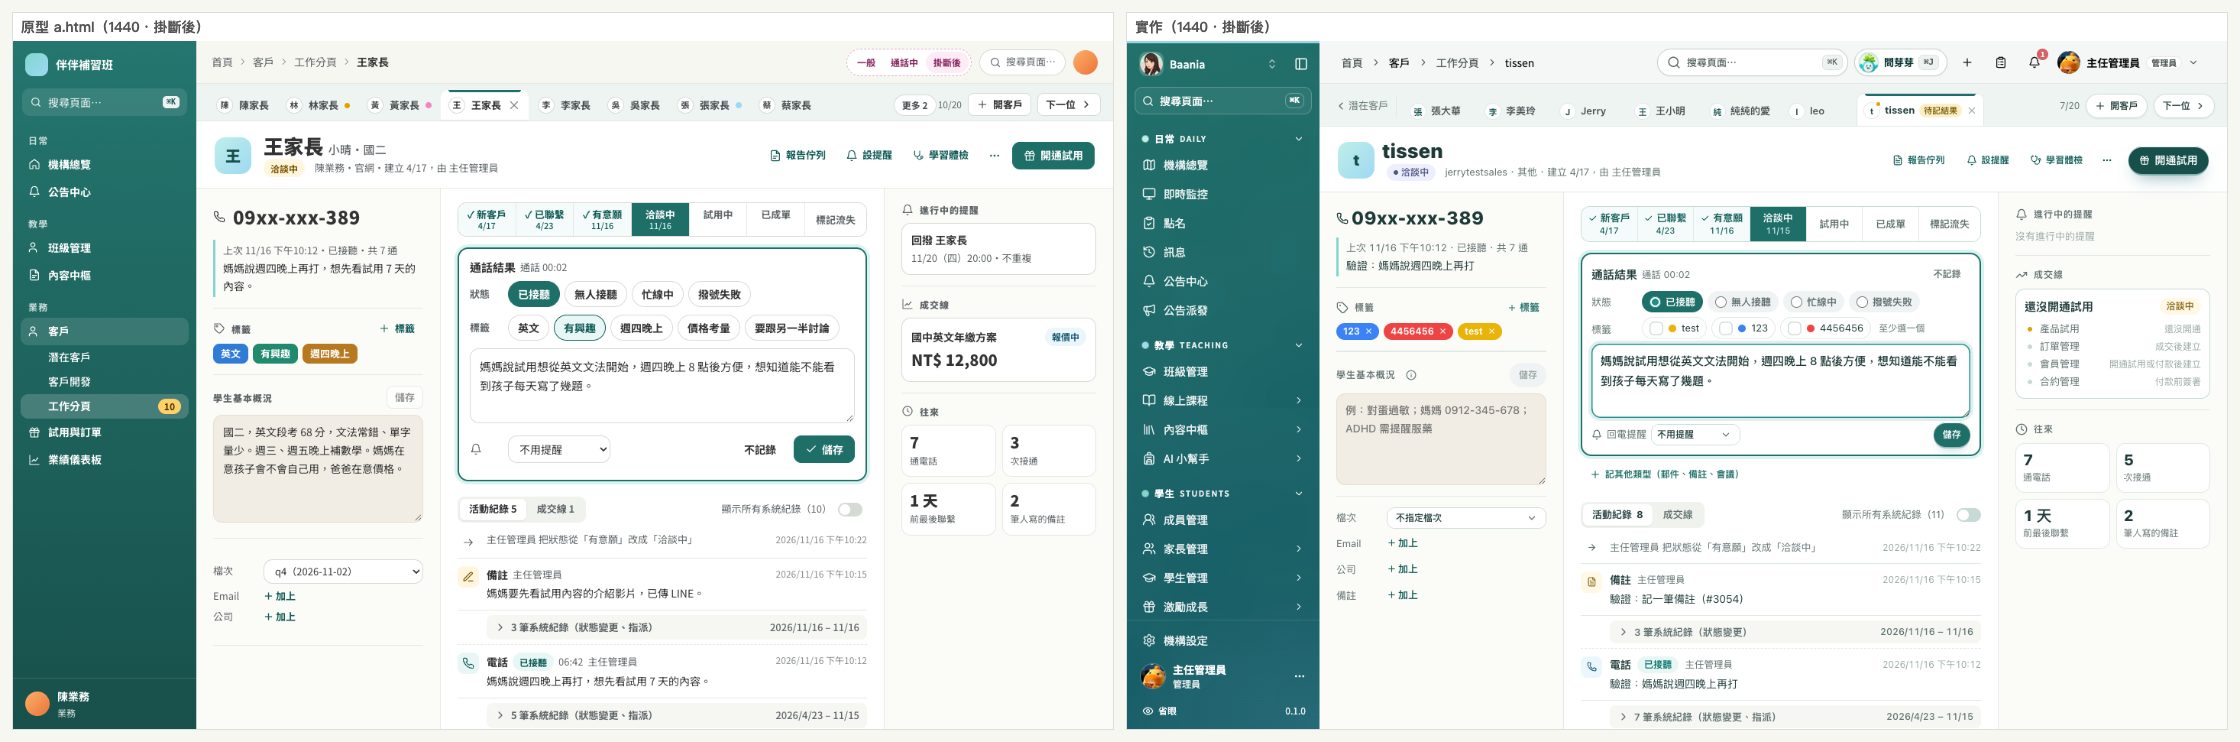 原型 a.html（1440 · 掛斷後）
伴伴補習班
搜尋頁面… ⌘K
日常
機構總覽
公告中心
教學
班級管理
內容中樞
業務
客戶
潛在客戶
客戶開發
工作分頁 10
試用與訂單
業績儀表板
陳業務
業務
首頁 > 客戶 > 工作分頁 > 王家長
一般 通話中 掛斷後
搜尋頁面…
陳 陳家長
林 林家長
黃 黃家長
王 王家長 ×
李 李家長
吳 吳家長
張 張家長
蔡 蔡家長
更多 2 10/20 + 開客戶 下一位 >
王
王家長 小晴・國二
洽談中 陳業務・官網・建立 4/17，由 主任管理員
報告佇列 設提醒 學習體檢 ··· 開通試用
09xx-xxx-389
上次 11/16 下午10:12・已接聽・共 7 通
媽媽說週四晚上再打，想先看試用 7 天的
內容。
標籤 + 標籤
英文 有興趣 週四晚上
學生基本概況 儲存
國二，英文段考 68 分，文法常錯、單字
量少。週三、週五晚上補數學。媽媽在
意孩子會不會自己用，爸爸在意價格。
檔次 q4（2026-11-02）
Email + 加上
公司 + 加上
✓ 新客戶 4/17
✓ 已聯繫 4/23
✓ 有意願 11/16
洽談中 11/16
試用中
已成單
標記流失
通話結果 通話 00:02
狀態 已接聽 無人接聽 忙線中 撥號失敗
標籤 英文 有興趣 週四晚上 價格考量 要跟另一半討論
媽媽說試用想從英文文法開始，週四晚上 8 點後方便，想知道能不能看
到孩子每天寫了幾題。
不用提醒 不記錄 ✓ 儲存
活動紀錄 5 成交線 1 顯示所有系統紀錄（10）
→ 主任管理員 把狀態從「有意願」改成「洽談中」 2026/11/16 下午10:22
備註 主任管理員 2026/11/16 下午10:15
媽媽要先看試用內容的介紹影片，已傳 LINE。
> 3 筆系統紀錄（狀態變更、指派） 2026/11/16 – 11/16
電話 已接聽 06:42 主任管理員 2026/11/16 下午10:12
媽媽說週四晚上再打，想先看試用 7 天的內容。
> 5 筆系統紀錄（狀態變更、指派） 2026/4/23 – 11/15
進行中的提醒
回撥 王家長
11/20（四）20:00・不重複
成交線
國中英文年繳方案 報價中
NT$ 12,800
往來
7 通電話
3 次接通
1 天 前最後聯繫
2 筆人寫的備註
實作（1440 · 掛斷後）
Baania
搜尋頁面… ⌘K
日常 DAILY
機構總覽
即時監控
點名
訊息
公告中心
公告派發
教學 TEACHING
班級管理
線上課程
內容中樞
AI 小幫手
學生 STUDENTS
成員管理
家長管理
學生管理
激勵成長
機構設定
主任管理員
管理員
···
省眼 0.1.0
首頁 > 客戶 > 工作分頁 > tissen
搜尋頁面… ⌘K
問芽芽 ⌘J
+
1
主任管理員 管理員
< 潛在客戶
張 張大華
李 李美玲
J Jerry
王 王小明
純 純純的愛
l leo
t tissen 待記結果 ×
7/20 + 開客戶 下一位 >
t
tissen
洽談中 jerrytestsales・其他・建立 4/17・由 主任管理員
報告佇列 設提醒 學習體檢 ··· 開通試用
09xx-xxx-389
上次 11/16 下午10:12・已接聽・共 7 通
驗證：媽媽說週四晚上再打
標籤 + 標籤
123 × 4456456 × test ×
學生基本概況 儲存
例：對蛋過敏；媽媽 0912-345-678；
ADHD 需提醒服藥
檔次 不指定檔次
Email + 加上
公司 + 加上
備註 + 加上
✓ 新客戶 4/17
✓ 已聯繫 4/23
✓ 有意願 11/16
洽談中 11/15
試用中
已成單
標記流失
通話結果 通話 00:02 不記錄
狀態 已接聽 無人接聽 忙線中 撥號失敗
標籤 test 123 4456456 至少選一個
媽媽說試用想從英文文法開始，週四晚上 8 點後方便，想知道能不能看
到孩子每天寫了幾題。
回電提醒 不用提醒 儲存
+ 記其他類型（郵件、備註、會議）
活動紀錄 8 成交線 顯示所有系統紀錄（11）
→ 主任管理員 把狀態從「有意願」改成「洽談中」 2026/11/16 下午10:22
備註 主任管理員 2026/11/16 下午10:15
驗證：記一筆備註（#3054）
> 3 筆系統紀錄（狀態變更） 2026/11/16 – 11/16
電話 已接聽 主任管理員 2026/11/16 下午10:12
驗證：媽媽說週四晚上再打
> 7 筆系統紀錄（狀態變更、指派） 2026/4/23 – 11/15
進行中的提醒
沒有進行中的提醒
成交線
還沒開通試用 洽談中
產品試用 還沒開通
訂單管理 成交後建立
會員管理 開通試用或付款後建立
合約管理 付款前簽署
往來
7 通電話
5 次接通
1 天 前最後聯繫
2 筆人寫的備註